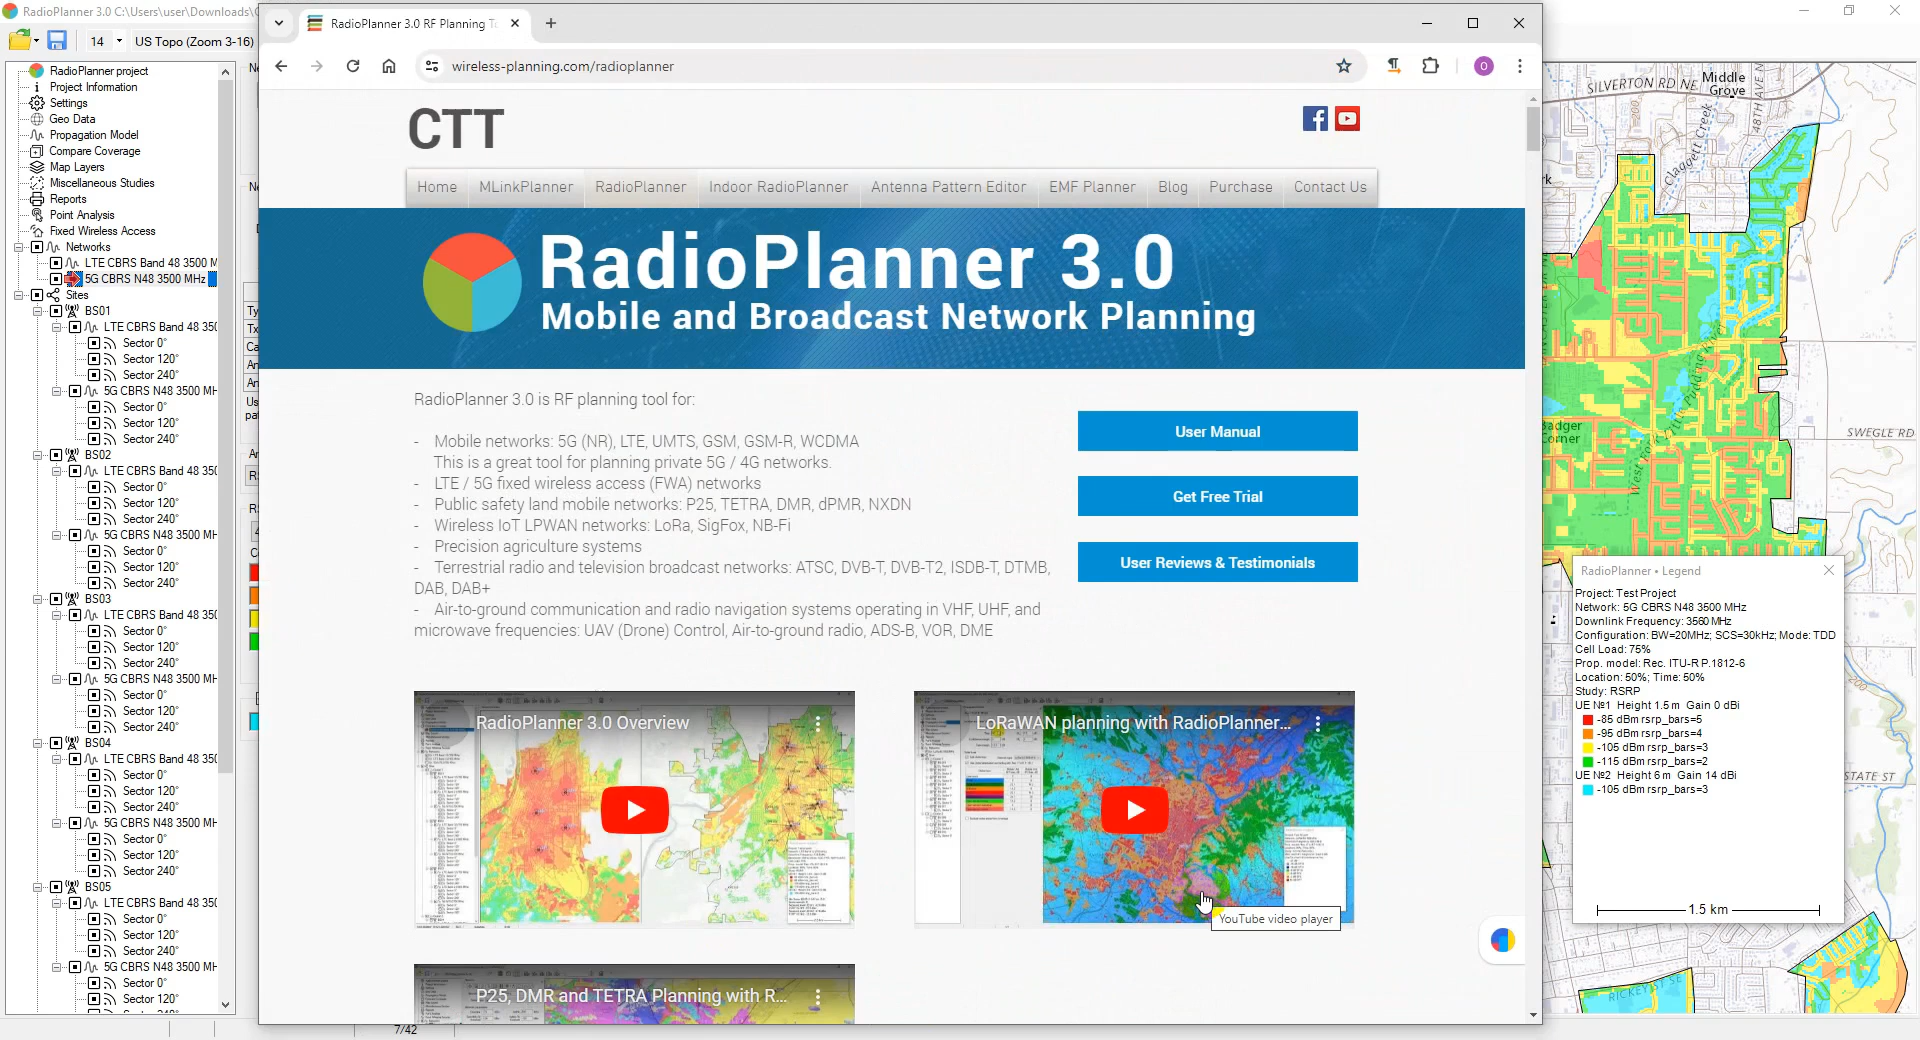 RadioPlanner 3.0 C:\Users\user\Downloads\
14
US Topo (Zoom 3-16)
RadioPlanner project
Project Information
Settings
Geo Data
Propagation Model
Compare Coverage
Map Layers
Miscellaneous Studies
Reports
Point Analysis
Fixed Wireless Access
Networks
LTE CBRS Band 48 3500 M
5G CBRS N48 3500 MHz
Sites
BS01
LTE CBRS Band 48 350
Sector 0°
Sector 120°
Sector 240°
5G CBRS N48 3500 MH
Sector 0°
Sector 120°
Sector 240°
BS02
LTE CBRS Band 48 350
Sector 0°
Sector 120°
Sector 240°
5G CBRS N48 3500 MH
Sector 0°
Sector 120°
Sector 240°
BS03
LTE CBRS Band 48 350
Sector 0°
Sector 120°
Sector 240°
5G CBRS N48 3500 MH
Sector 0°
Sector 120°
Sector 240°
BS04
LTE CBRS Band 48 350
Sector 0°
Sector 120°
Sector 240°
5G CBRS N48 3500 MH
Sector 0°
Sector 120°
Sector 240°
BS05
LTE CBRS Band 48 350
Sector 0°
Sector 120°
Sector 240°
5G CBRS N48 3500 MH
Sector 0°
Sector 120°
7/42
RadioPlanner 3.0 RF Planning To
wireless-planning.com/radioplanner
O
CTT
Home MLinkPlanner RadioPlanner Indoor RadioPlanner Antenna Pattern Editor EMF Planner Blog Purchase Contact Us
RadioPlanner 3.0
Mobile and Broadcast Network Planning
RadioPlanner 3.0 is RF planning tool for:
- Mobile networks: 5G (NR), LTE, UMTS, GSM, GSM-R, WCDMA
This is a great tool for planning private 5G / 4G networks.
- LTE / 5G fixed wireless access (FWA) networks
- Public safety land mobile networks: P25, TETRA, DMR, dPMR, NXDN
- Wireless IoT LPWAN networks: LoRa, SigFox, NB-Fi
- Precision agriculture systems
- Terrestrial radio and television broadcast networks: ATSC, DVB-T, DVB-T2, ISDB-T, DTMB,
DAB, DAB+
- Air-to-ground communication and radio navigation systems operating in VHF, UHF, and
microwave frequencies: UAV (Drone) Control, Air-to-ground radio, ADS-B, VOR, DME
User Manual
Get Free Trial
User Reviews & Testimonials
RadioPlanner 3.0 Overview
LoRaWAN planning with RadioPlanner...
YouTube video player
P25, DMR and TETRA Planning with R...
SILVERTON RD NE
Middle
Grove
48TH AVE N
Claggett Creek
200
West Fork Little Pudding River
Badger
Corner
SWEGLE RD
STATE ST
200
RICKEY ST SE
RadioPlanner • Legend
Project: Test Project
Network: 5G CBRS N48 3500 MHz
Downlink Frequency: 3560 MHz
Configuration: BW=20MHz; SCS=30kHz; Mode: TDD
Cell Load: 75%
Prop. model: Rec. ITU-R P.1812-6
Location: 50%; Time: 50%
Study: RSRP
UE №1 Height 1.5 m Gain 0 dBi
-85 dBm rsrp_bars=5
-95 dBm rsrp_bars=4
-105 dBm rsrp_bars=3
-115 dBm rsrp_bars=2
UE №2 Height 6 m Gain 14 dBi
-105 dBm rsrp_bars=3
1.5 km